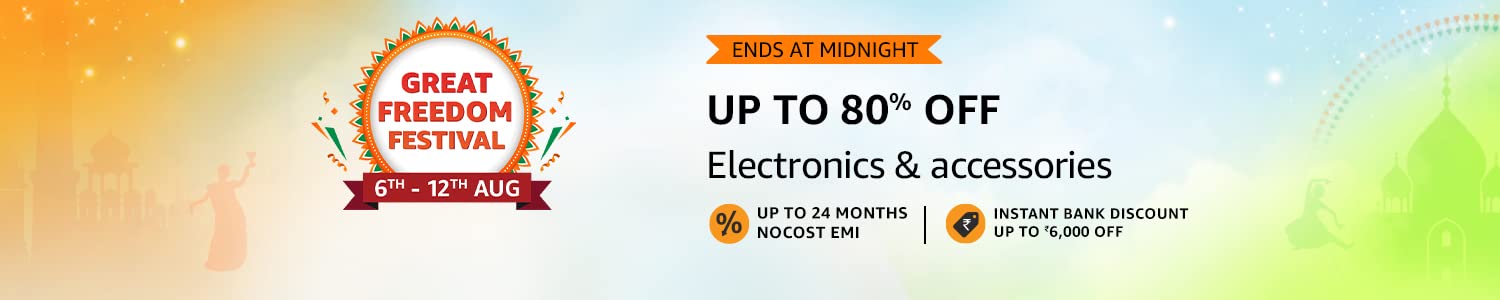 GREAT
FREEDOM
FESTIVAL
6TH - 12TH AUG
ENDS AT MIDNIGHT
UP TO 80% OFF
Electronics & accessories
%
UP TO 24 MONTHS
NOCOST EMI
₹
INSTANT BANK DISCOUNT
UP TO ₹6,000 OFF